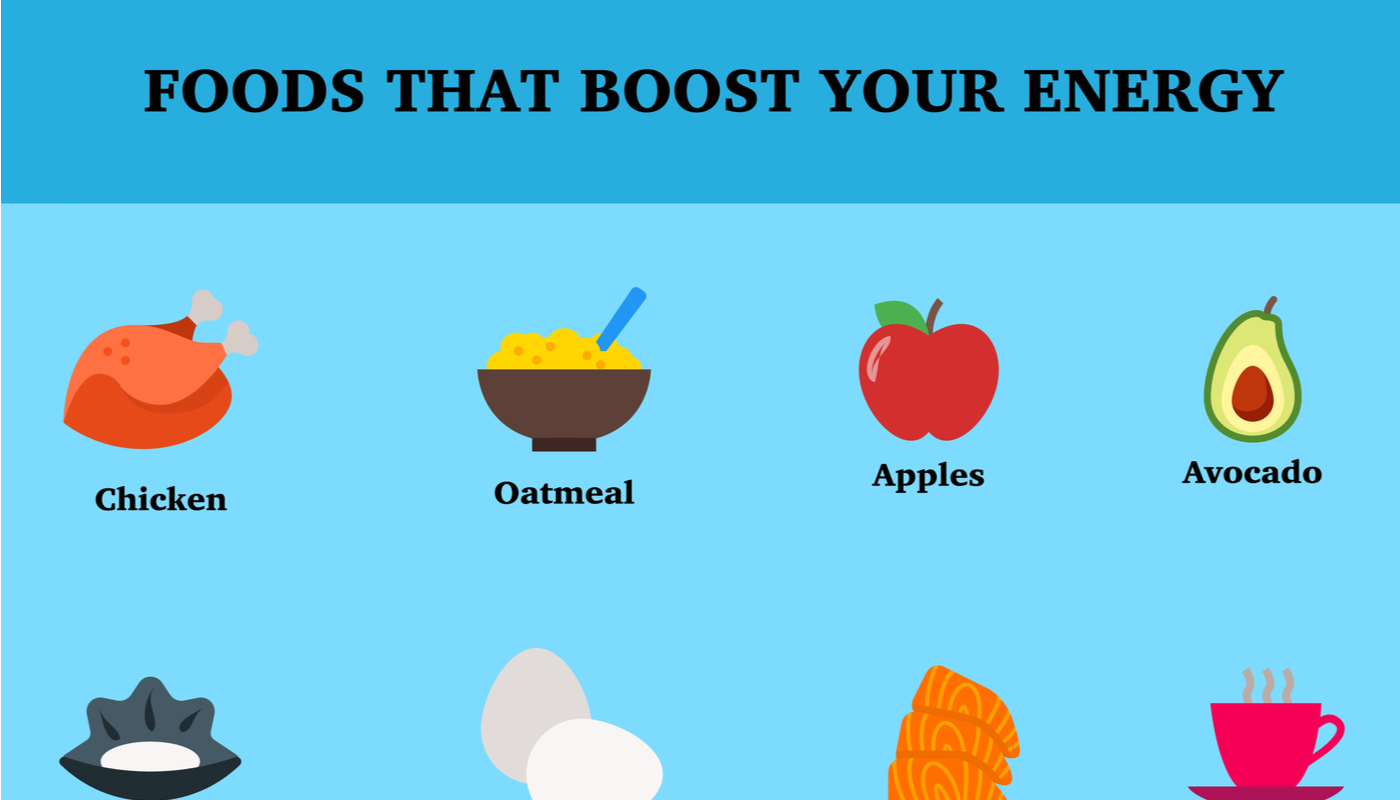 FOODS THAT BOOST YOUR ENERGY
Chicken
Oatmeal
Apples
Avocado